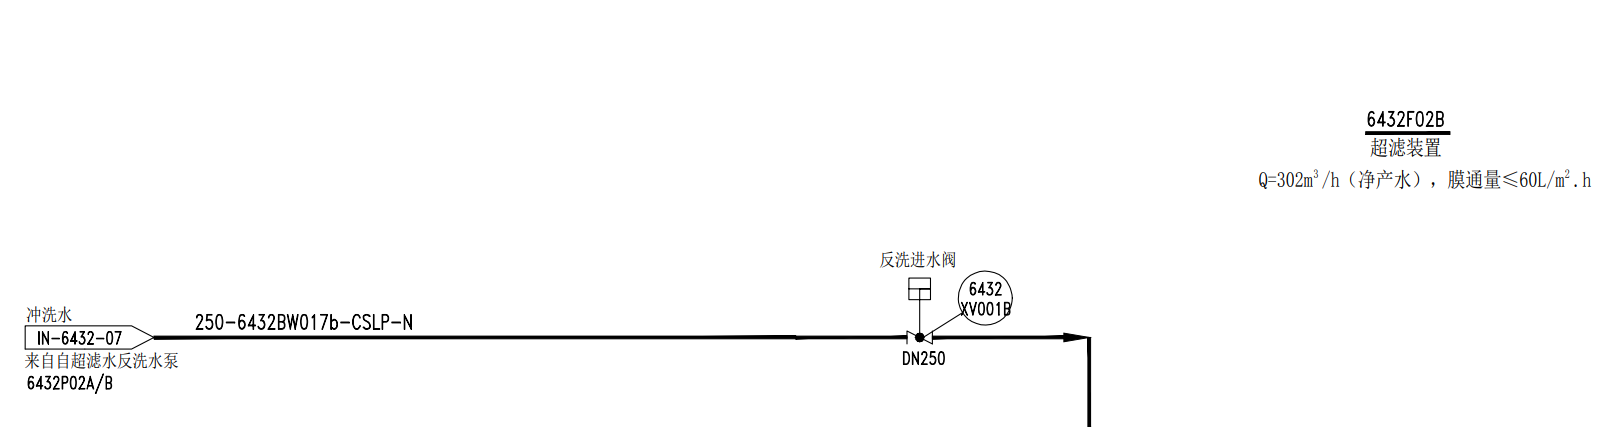 6432F02B
超滤装置
Q=302m³/h（净产水），膜通量≤60L/m².h
反洗进水阀
6432
XV001B
冲洗水
250-6432BW017b-CSLP-N
IN-6432-07
来自自超滤水反洗水泵
DN250
6432P02A/B